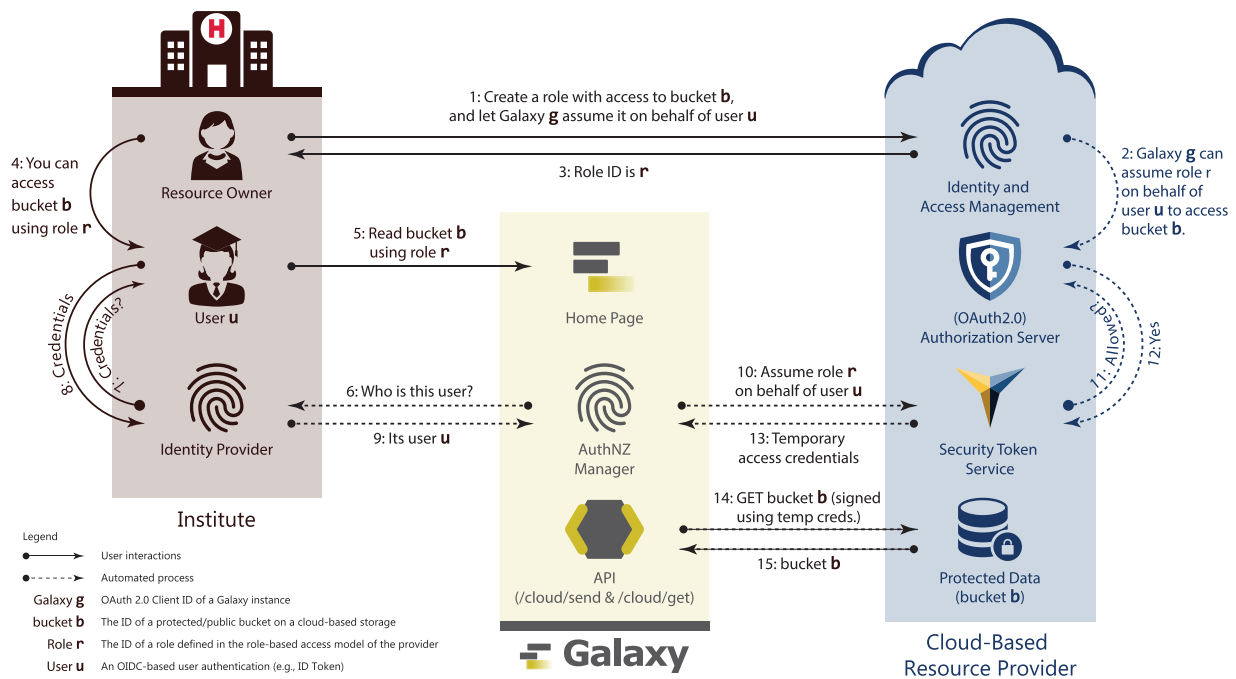 H
1: Create a role with access to bucket b,
and let Galaxy g assume it on behalf of user u
3: Role ID is r
4: You can
access
bucket b
using role r
Resource Owner
Identity and
Access Management
2: Galaxy g can
assume role r
on behalf of
user u to access
bucket b.
5: Read bucket b
using role r
User u
Home Page
(OAuth2.0)
Authorization Server
8: Credentials
7: Credentials?
11: Allowed?
12: Yes
6: Who is this user?
9: Its user u
Identity Provider
AuthNZ
Manager
10: Assume role r
on behalf of user u
13: Temporary
access credentials
Security Token
Service
14: GET bucket b (signed
using temp creds.)
15: bucket b
API
(/cloud/send & /cloud/get)
Protected Data
(bucket b)
Institute
Galaxy
Cloud-Based
Resource Provider
Legend
User interactions
Automated process
Galaxy g OAuth 2.0 Client ID of a Galaxy instance
bucket b The ID of a protected/public bucket on a cloud-based storage
Role r The ID of a role defined in the role-based access model of the provider
User u An OIDC-based user authentication (e.g., ID Token)